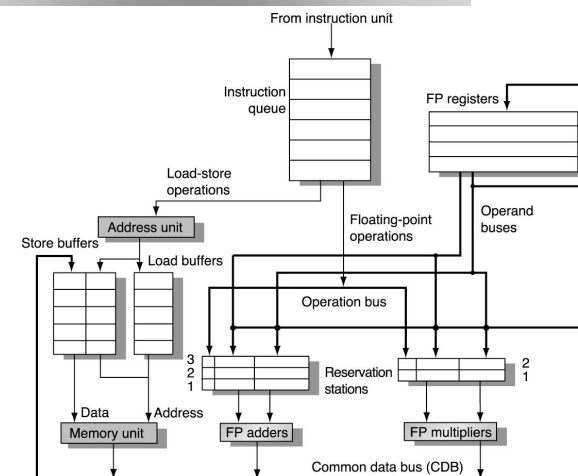 From instruction unit
Instruction
queue
FP registers
Load-store
operations
Address unit
Floating-point
operations
Operand
buses
Store buffers
Load buffers
Operation bus
3
2
1
Reservation
stations
2
1
Data
Address
Memory unit
FP adders
FP multipliers
Common data bus (CDB)